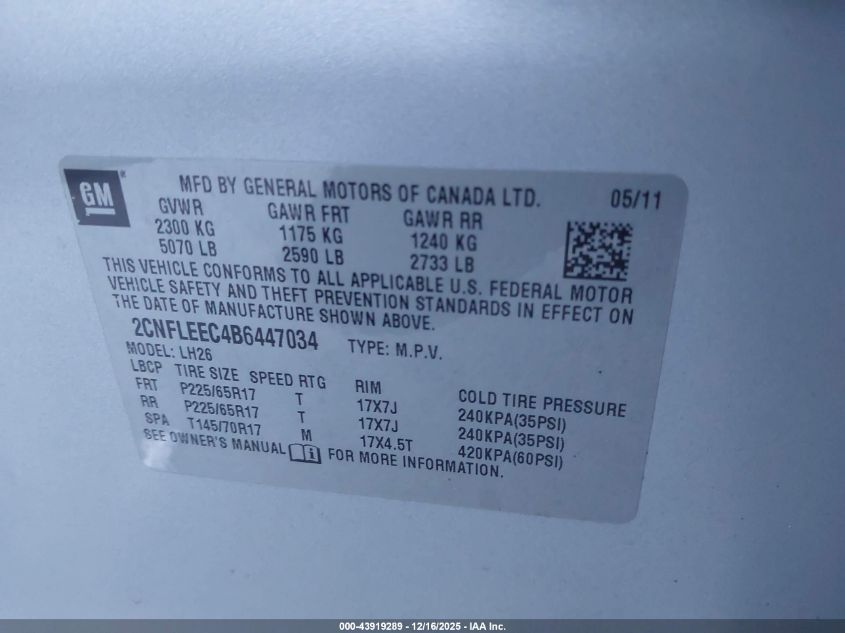 GM
MFD BY GENERAL MOTORS OF CANADA LTD. 05/11
GVWR GAWR FRT GAWR RR
2300 KG 1175 KG 1240 KG
5070 LB 2590 LB 2733 LB
THIS VEHICLE CONFORMS TO ALL APPLICABLE U.S. FEDERAL MOTOR
VEHICLE SAFETY AND THEFT PREVENTION STANDARDS IN EFFECT ON
THE DATE OF MANUFACTURE SHOWN ABOVE.
2CNFLEEC4B6447034 TYPE: M.P.V.
MODEL: LH26
LBCP TIRE SIZE SPEED RTG RIM COLD TIRE PRESSURE
FRT P225/65R17 T 17X7J 240KPA(35PSI)
RR P225/65R17 T 17X7J 240KPA(35PSI)
SPA T145/70R17 M 17X4.5T 420KPA(60PSI)
SEE OWNER'S MANUAL FOR MORE INFORMATION.
000-43919289 - 12/16/2025 - IAA Inc.